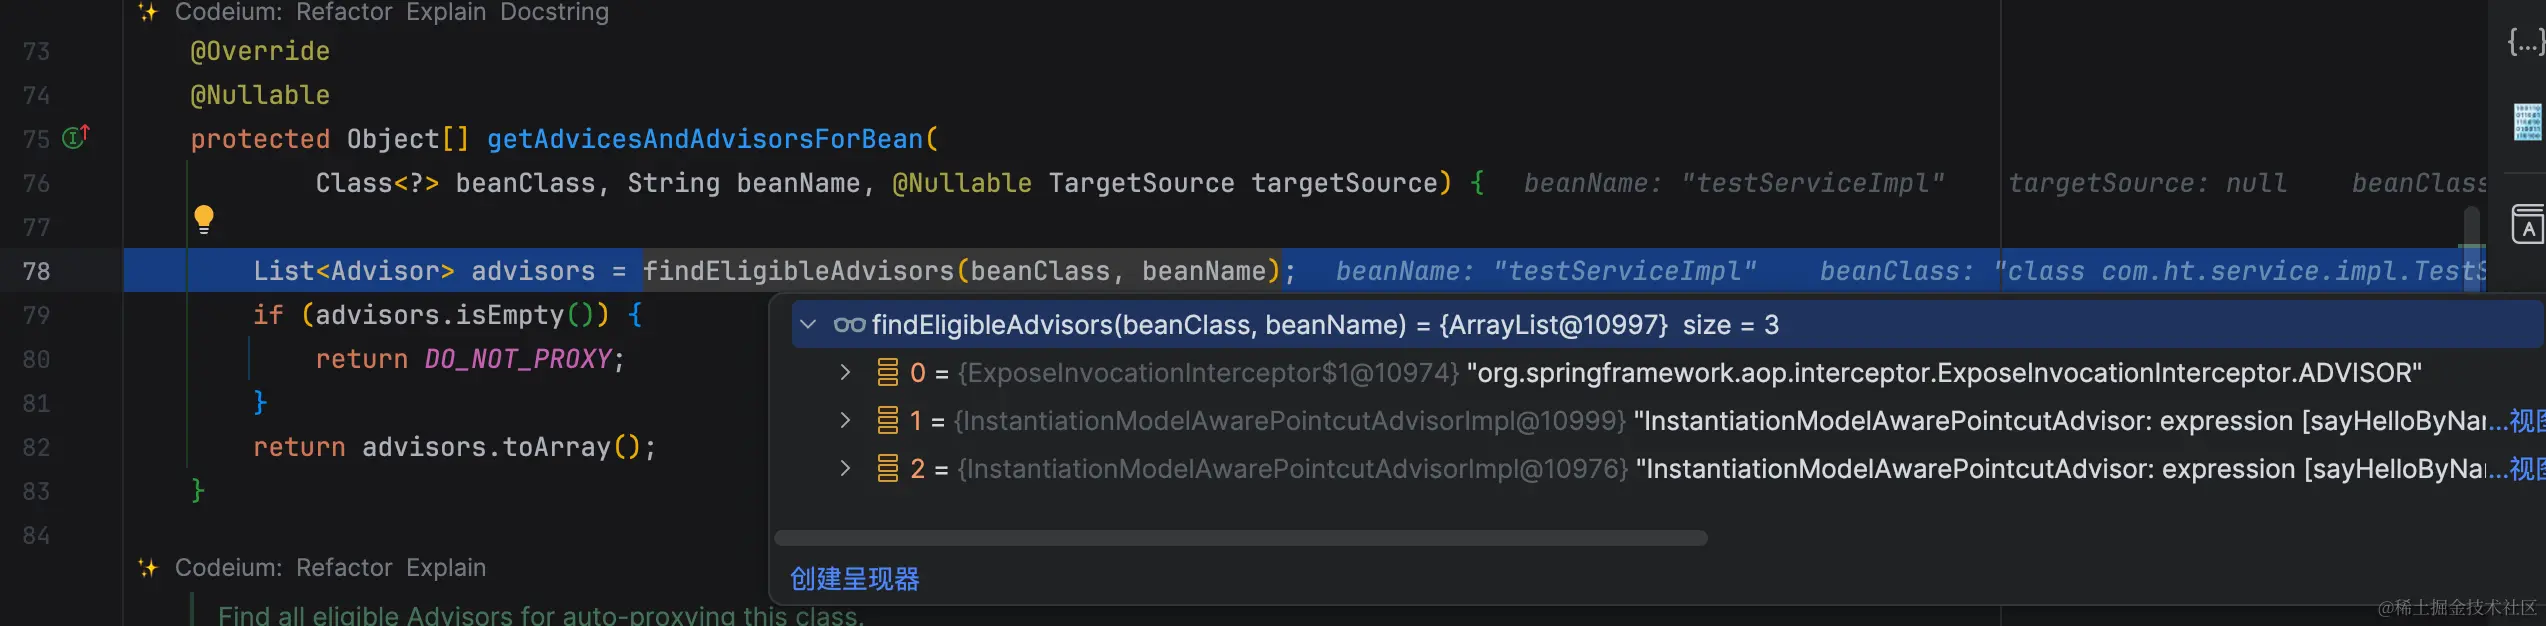 Codeium: Refactor Explain Docstring
73 @Override
74 @Nullable
75 protected Object[] getAdvicesAndAdvisorsForBean(
76 Class<?> beanClass, String beanName, @Nullable TargetSource targetSource) { beanName: "testServiceImpl" targetSource: null beanClass
77
78 List<Advisor> advisors = findEligibleAdvisors(beanClass, beanName); beanName: "testServiceImpl" beanClass: "class com.ht.service.impl.TestS
79 if (advisors.isEmpty()) {
findEligibleAdvisors(beanClass, beanName) = {ArrayList@10997} size = 3
80 return DO_NOT_PROXY;
0 = {ExposeInvocationInterceptor$1@10974} "org.springframework.aop.interceptor.ExposeInvocationInterceptor.ADVISOR"
81 }
1 = {InstantiationModelAwarePointcutAdvisorImpl@10999} "InstantiationModelAwarePointcutAdvisor: expression [sayHelloByNa...视图
82 return advisors.toArray();
2 = {InstantiationModelAwarePointcutAdvisorImpl@10976} "InstantiationModelAwarePointcutAdvisor: expression [sayHelloByNa...视图
83 }
84
Codeium: Refactor Explain
创建呈现器
Find all eligible Advisors for auto-proxying this class.
@稀土掘金技术社区